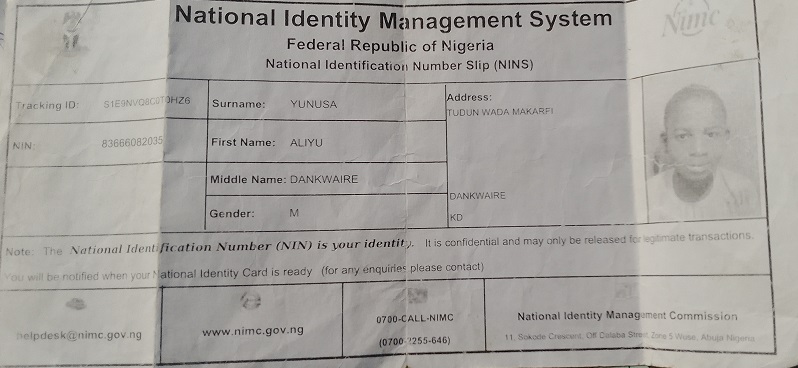 National Identity Management System
Federal Republic of Nigeria
National Identification Number Slip (NINS)
nimc
Tracking ID:
Surname: YUNUSA
Address:
TUDUN WADA MAKARFI
NIN: 83666082035
First Name: ALIYU
Middle Name: DANKWAIRE
DANKWAIRE
Gender: M
KD
Note: The National Identification Number (NIN) is your identity. It is confidential and may only be released for legitimate transactions.
You will be notified when your National Identity Card is ready (for any enquiries please contact)
helpdesk@nimc.gov.ng
www.nimc.gov.ng
0700-CALL-NIMC
(0700-2255-646)
National Identity Management Commission
11, Sokode Crescent, Off Dalaba Street, Zone 5 Wuse, Abuja Nigeria